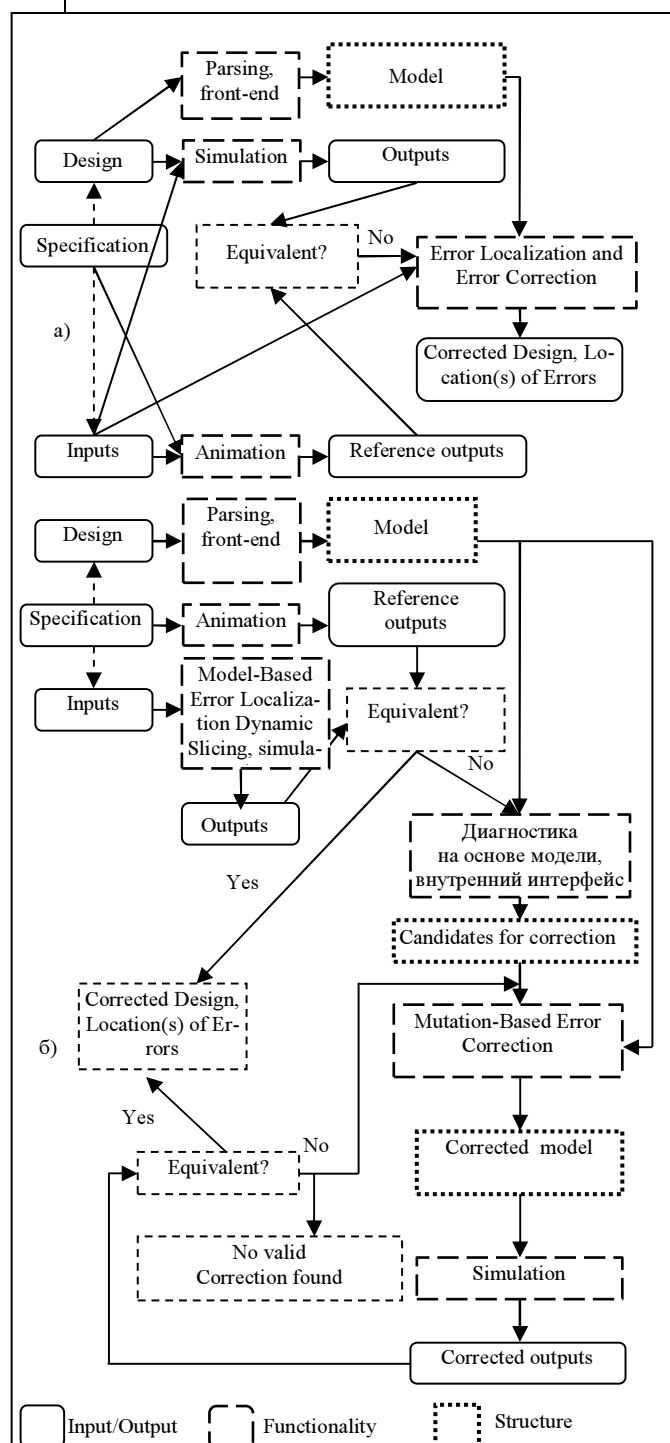 Parsing,
front-end
Model
Design
Simulation
Outputs
Specification
Equivalent?
No
Error Localization and
Error Correction
а)
Corrected Design, Lo-
cation(s) of Errors
Inputs
Animation
Reference outputs
Parsing,
front-end
Model
Design
Reference
outputs
Specification
Animation
Model-Based
Error Localiza-
tion Dynamic
Slicing, simula-
Inputs
Equivalent?
No
Outputs
Диагностика
на основе модели,
внутренний интерфейс
Yes
Candidates for correction
Corrected Design,
Location(s) of Er-
rors
Mutation-Based Error
Correction
б)
Yes
No
Equivalent?
Corrected model
No valid
Correction found
Simulation
Corrected outputs
Input/Output
Functionality
Structure